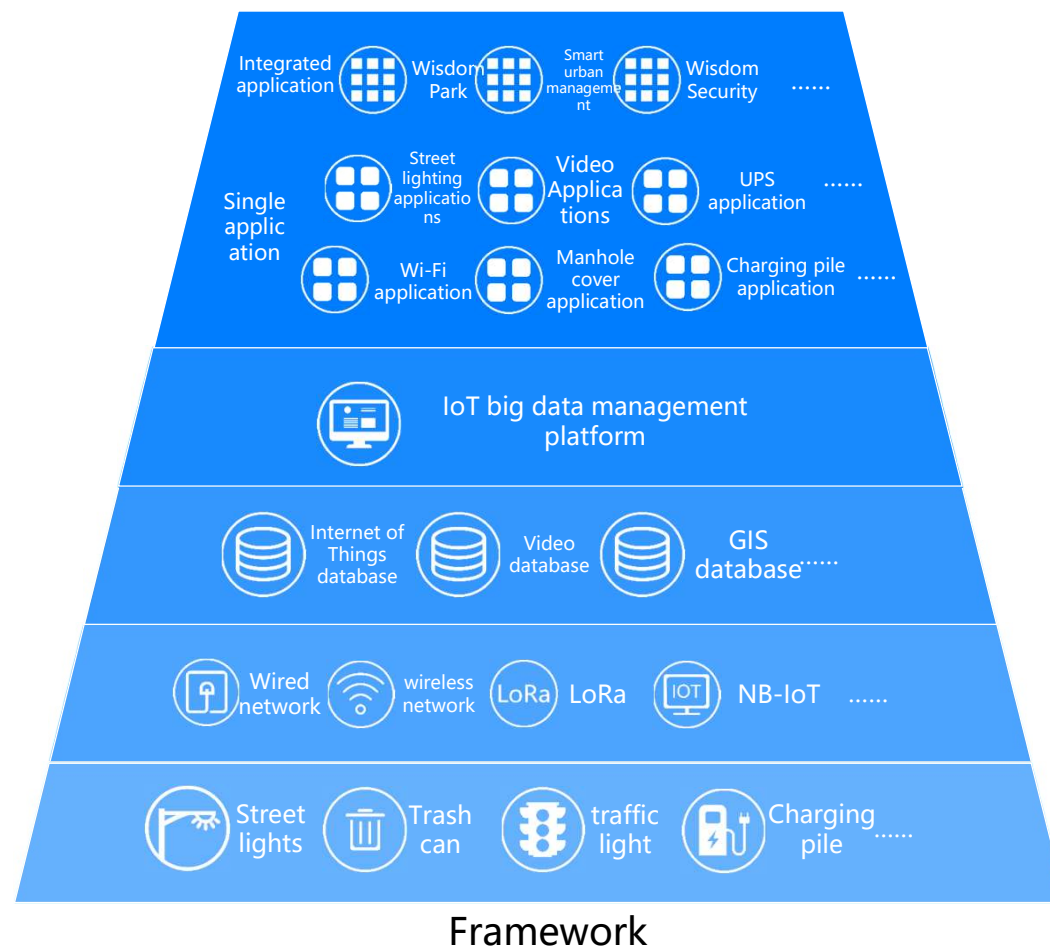 Integrated
application
Wisdom
Park
Smart
urban
manageme
nt
Wisdom
Security
......
Single
applic
ation
Street
lighting
applicatio
ns
Video
Applica
tions
UPS
application
......
Wi-Fi
application
Manhole
cover
application
Charging pile
application
......
IoT big data management
platform
Internet of
Things
database
Video
database
GIS
database
......
Wired
network
wireless
network
LoRa
LoRa
IOT
NB-IoT
......
Street
lights
Trash
can
traffic
light
Charging
pile
......
Framework